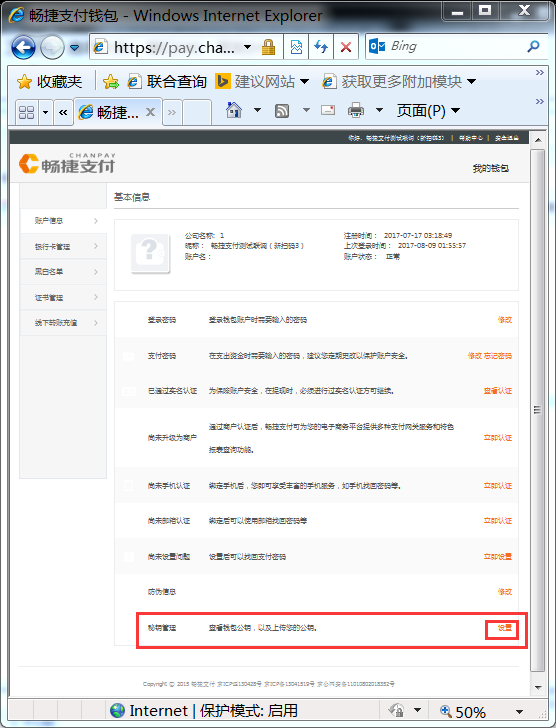 畅捷支付钱包 - Windows Internet Explorer
https://pay.cha...
Bing
收藏夹
联合查询
建议网站
获取更多附加模块
畅捷...
页面(P)
你好，畅捷支付测试联调（新扫码3） | 帮助中心 | 安全退出
CHANPAY
畅捷支付
我的钱包
账户信息
银行卡管理
黑白名单
证书管理
线下转账充值
基本信息
公司名称：1
昵称： 畅捷支付测试联调（新扫码3）
账户名：
注册时间： 2017-07-17 03:18:49
上次登录时间： 2017-08-09 01:55:57
账户状态： 正常
登录密码 登录钱包账户时需要输入的密码 修改
支付密码 在支出资金时需要输入的密码，建议您定期更改以保护账户安全。 修改 忘记密码
已通过实名认证 为保障账户安全，在提现时，必须进行过实名认证方可继续。 查看认证
尚未升级为商户 通过商户认证后，畅捷支付可为您的电子商务平台提供多种支付网关服务和特色报表查询功能。 立即认证
尚未手机认证 绑定手机后，您即可享受丰富的手机服务，如手机找回密码等。 立即认证
尚未邮箱认证 绑定后可以使用邮箱找回密码等 立即认证
尚未设置问题 设置后可以找回支付密码 立即设置
防伪信息 修改
秘钥管理 查看钱包公钥，以及上传您的公钥。 设置
Copyright © 2015 畅捷支付
Internet | 保护模式: 启用
50%